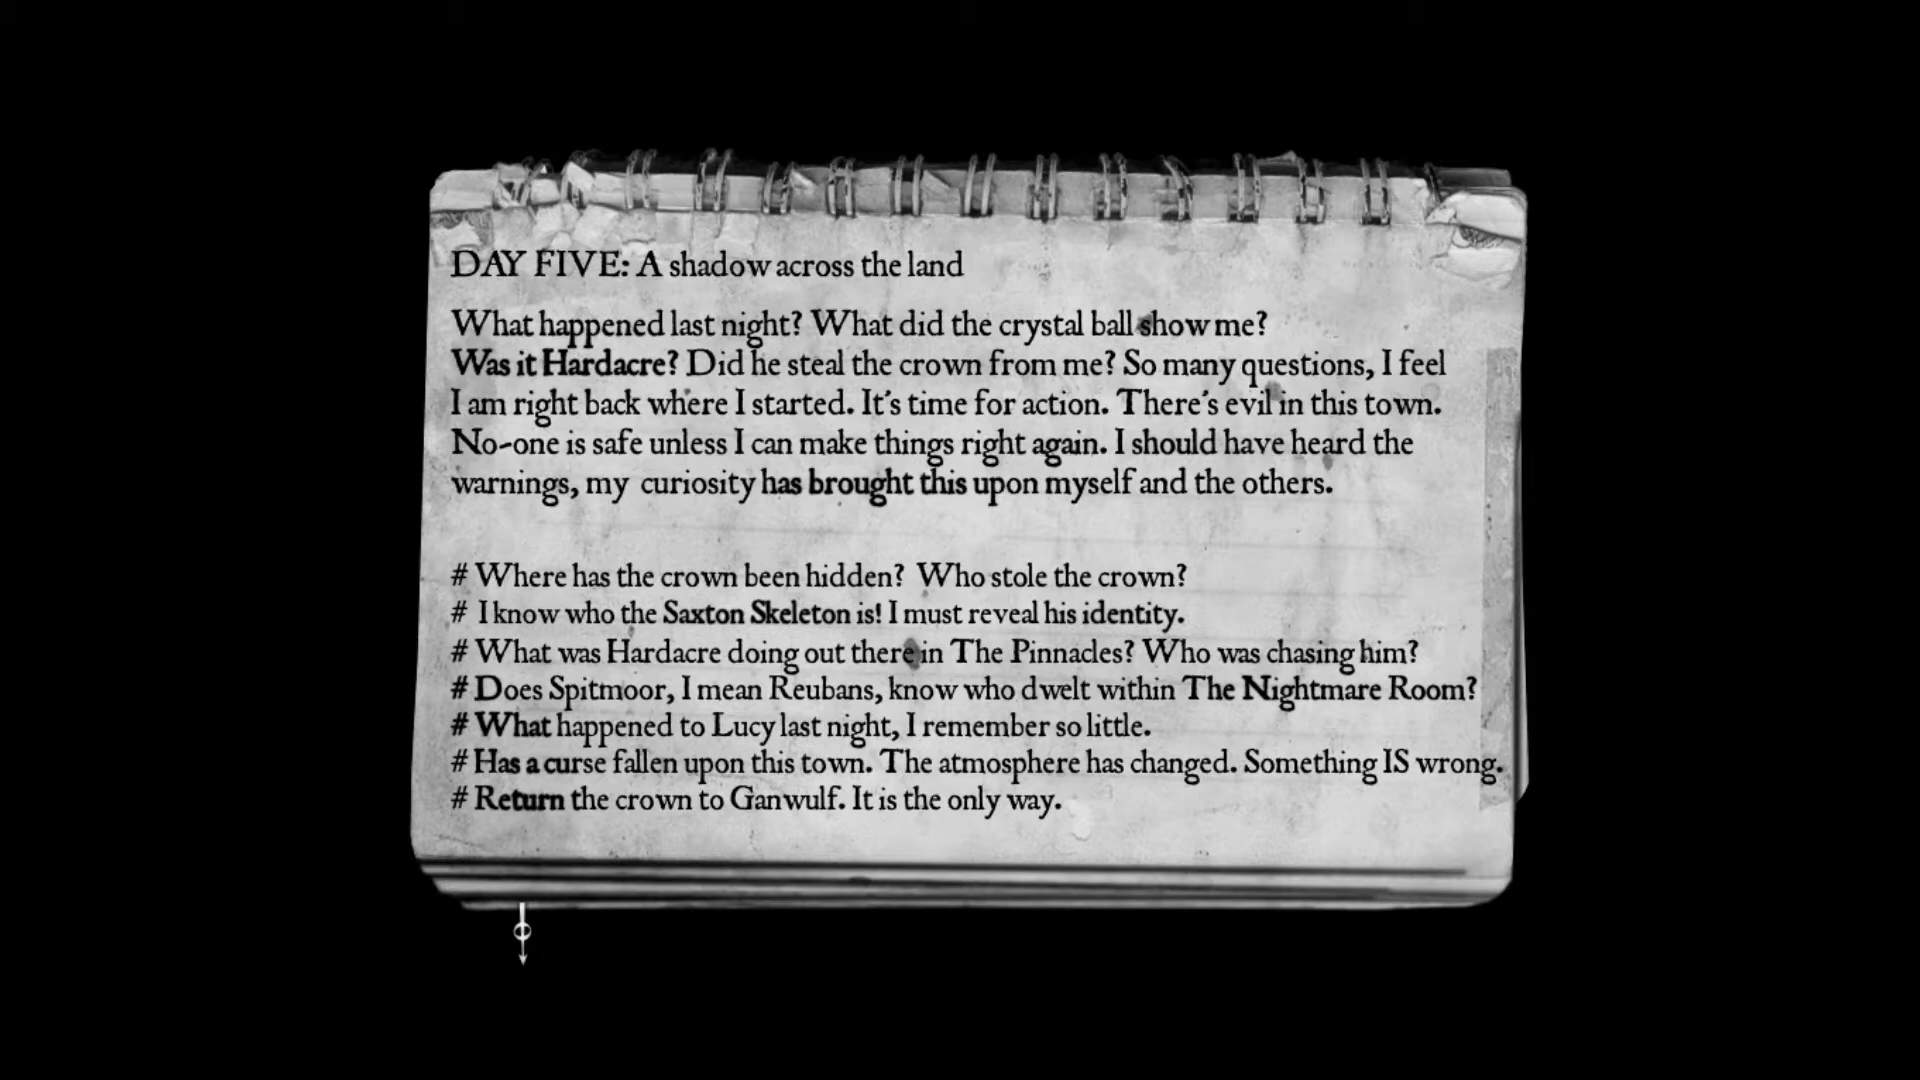 DAY FIVE: A shadow across the land
What happened last night? What did the crystal ball show me?
Was it Hardacre? Did he steal the crown from me? So many questions, I feel
I am right back where I started. It's time for action. There's evil in this town.
No-one is safe unless I can make things right again. I should have heard the
warnings, my curiosity has brought this upon myself and the others.
# Where has the crown been hidden? Who stole the crown?
# I know who the Saxton Skeleton is! I must reveal his identity.
# What was Hardacre doing out there in The Pinnacles? Who was chasing him?
# Does Spitmoor, I mean Reubans, know who dwelt within The Nightmare Room?
# What happened to Lucy last night, I remember so little.
# Has a curse fallen upon this town. The atmosphere has changed. Something IS wrong.
# Return the crown to Ganwulf. It is the only way.